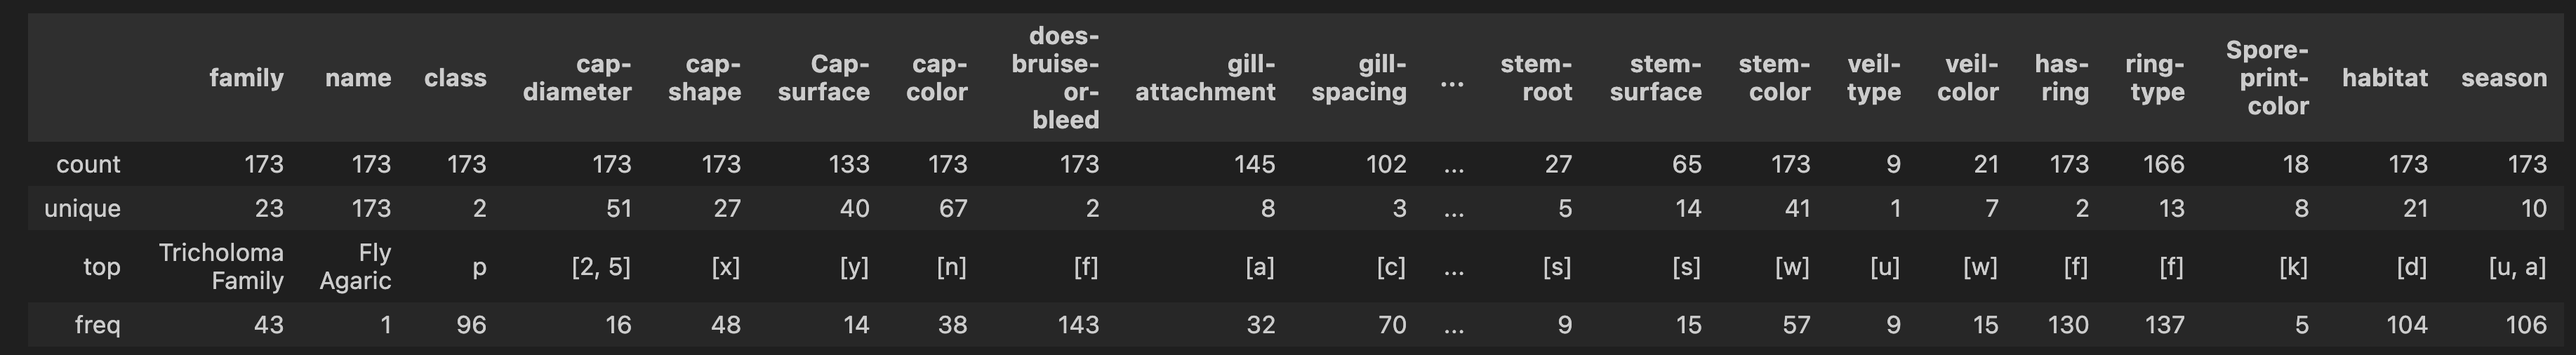 family name class cap-diameter cap-shape Cap-surface cap-color does-bruise-or-bleed gill-attachment gill-spacing ... stem-root stem-surface stem-color veil-type veil-color has-ring ring-type Spore-print-color habitat season
count 173 173 173 173 173 133 173 173 145 102 ... 27 65 173 9 21 173 166 18 173 173
unique 23 173 2 51 27 40 67 2 8 3 ... 5 14 41 1 7 2 13 8 21 10
top Tricholoma Family Fly Agaric p [2, 5] [x] [y] [n] [f] [a] [c] ... [s] [s] [w] [u] [w] [f] [f] [k] [d] [u, a]
freq 43 1 96 16 48 14 38 143 32 70 ... 9 15 57 9 15 130 137 5 104 106